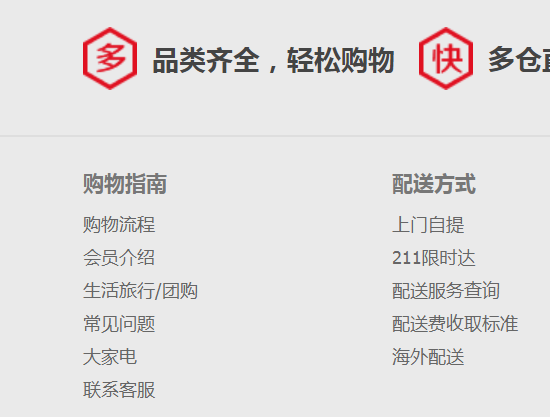 多 品类齐全，轻松购物 快 多仓直
购物指南
购物流程
会员介绍
生活旅行/团购
常见问题
大家电
联系客服
配送方式
上门自提
211限时达
配送服务查询
配送费收取标准
海外配送